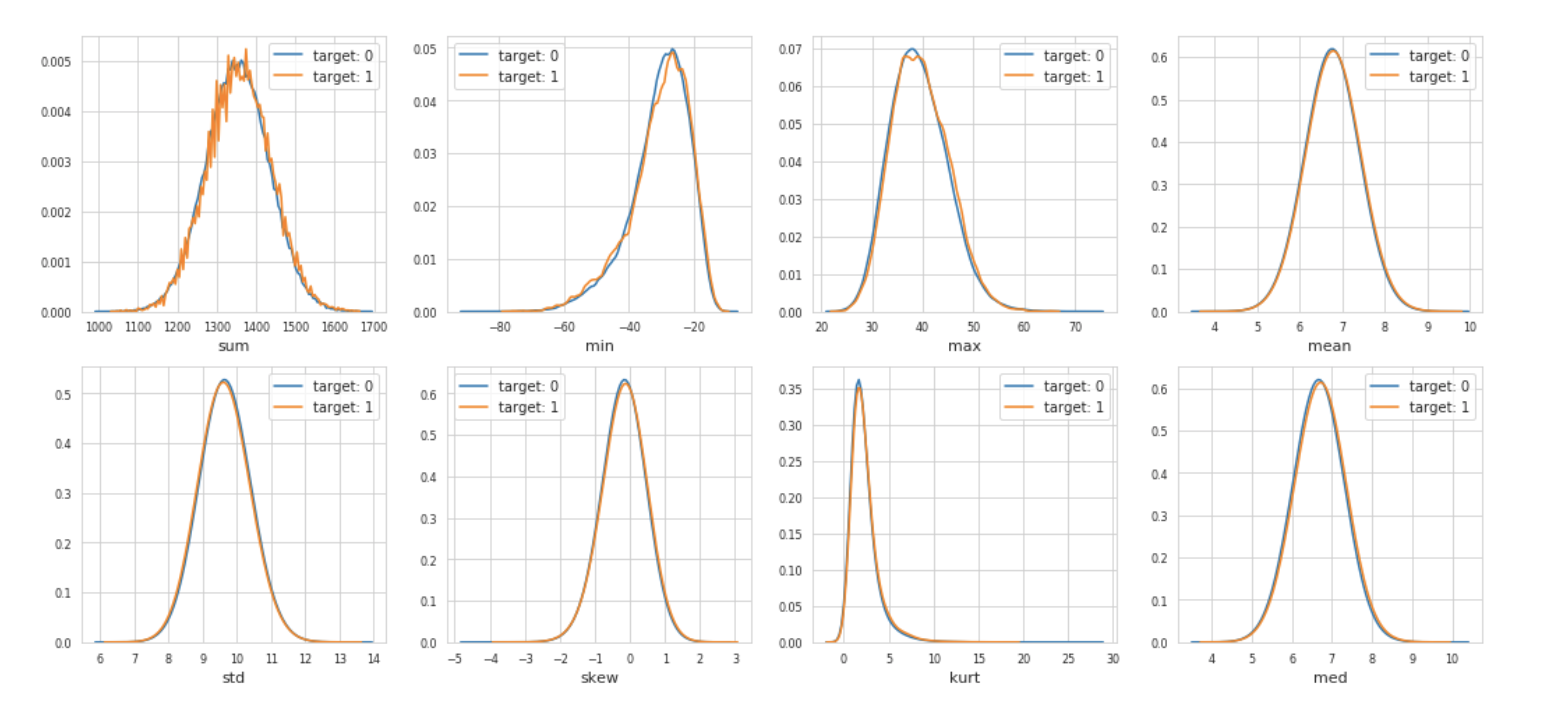 target: 0
target: 1
0.005
0.004
0.003
0.002
0.001
0.000
1000 1100 1200 1300 1400 1500 1600 1700
sum
target: 0
target: 1
0.05
0.04
0.03
0.02
0.01
0.00
−80 −60 −40 −20
min
target: 0
target: 1
0.07
0.06
0.05
0.04
0.03
0.02
0.01
0.00
20 30 40 50 60 70
max
target: 0
target: 1
0.6
0.5
0.4
0.3
0.2
0.1
0.0
4 5 6 7 8 9 10
mean
target: 0
target: 1
0.5
0.4
0.3
0.2
0.1
0.0
6 7 8 9 10 11 12 13 14
std
target: 0
target: 1
0.6
0.5
0.4
0.3
0.2
0.1
0.0
−5 −4 −3 −2 −1 0 1 2 3
skew
target: 0
target: 1
0.35
0.30
0.25
0.20
0.15
0.10
0.05
0.00
0 5 10 15 20 25 30
kurt
target: 0
target: 1
0.6
0.5
0.4
0.3
0.2
0.1
0.0
4 5 6 7 8 9 10
med